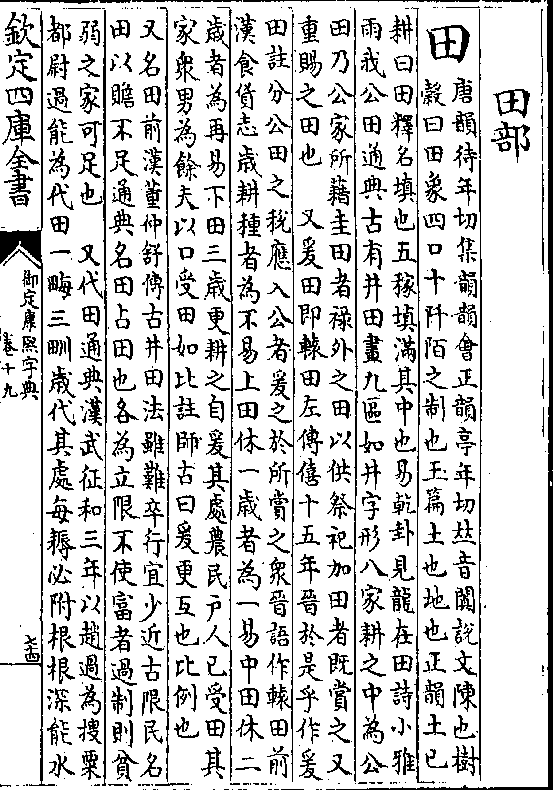 田部
田 唐韻待年切集韻韻會正韻亭年切𠀤音闐說文陳也樹
穀曰田象四口十阡陌之制也玉篇土也地也正韻土已
耕曰田釋名填也五稼填滿其中也易乾卦見龍在田詩小雅
雨我公田通典古有井田畫九區如井字形八家耕之中為公
田乃公家所藉圭田者祿外之田以供祭祀加田者既賞之又
重賜之田也 又爰田即轅田左傳僖十五年晉於是乎作爰
田註分公田之稅應入公者爰之於所賞之衆晉語作轅田前
漢食貨志歲耕種者為不易上田休一歲者為一易中田休二
歲者為再易下田三歲更耕之自爰其處農民戶人已受田其
家衆男為餘夫以口受田如比註師古曰爰更互也比例也
又名田前漢董仲舒傳古井田法雖難卒行宜少近古限民名
田以贍不足通典名田占田也各為立限不使富者過制則貧
弱之家可足也 又代田通典漢武征和三年以趙過為搜粟
都尉過能為代田一畮三甽歲代其處每耨必附根根深能水
欽定四庫全書
御定康熙字典
卷十九
七十四